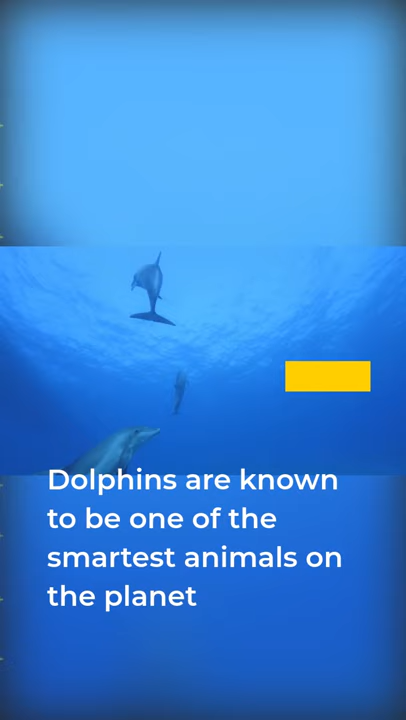 Dolphins are known
to be one of the
smartest animals on
the planet